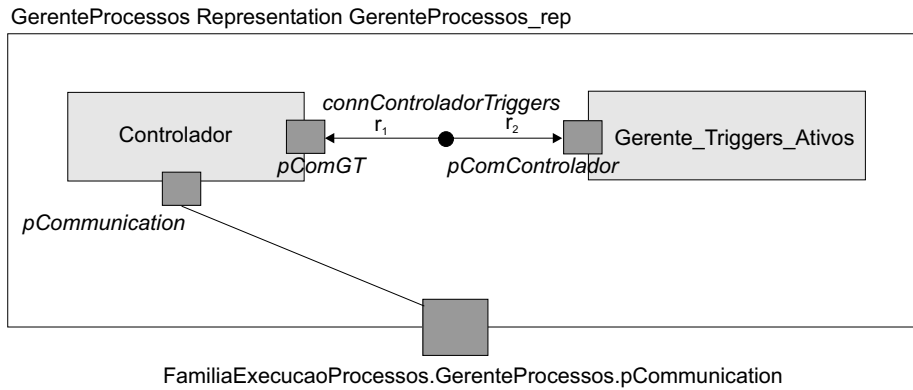 GerenteProcessos Representation GerenteProcessos_rep
connControladorTriggers
Controlador
r₁
r₂
Gerente_Triggers_Ativos
pComGT
pComControlador
pCommunication
FamiliaExecucaoProcessos.GerenteProcessos.pCommunication